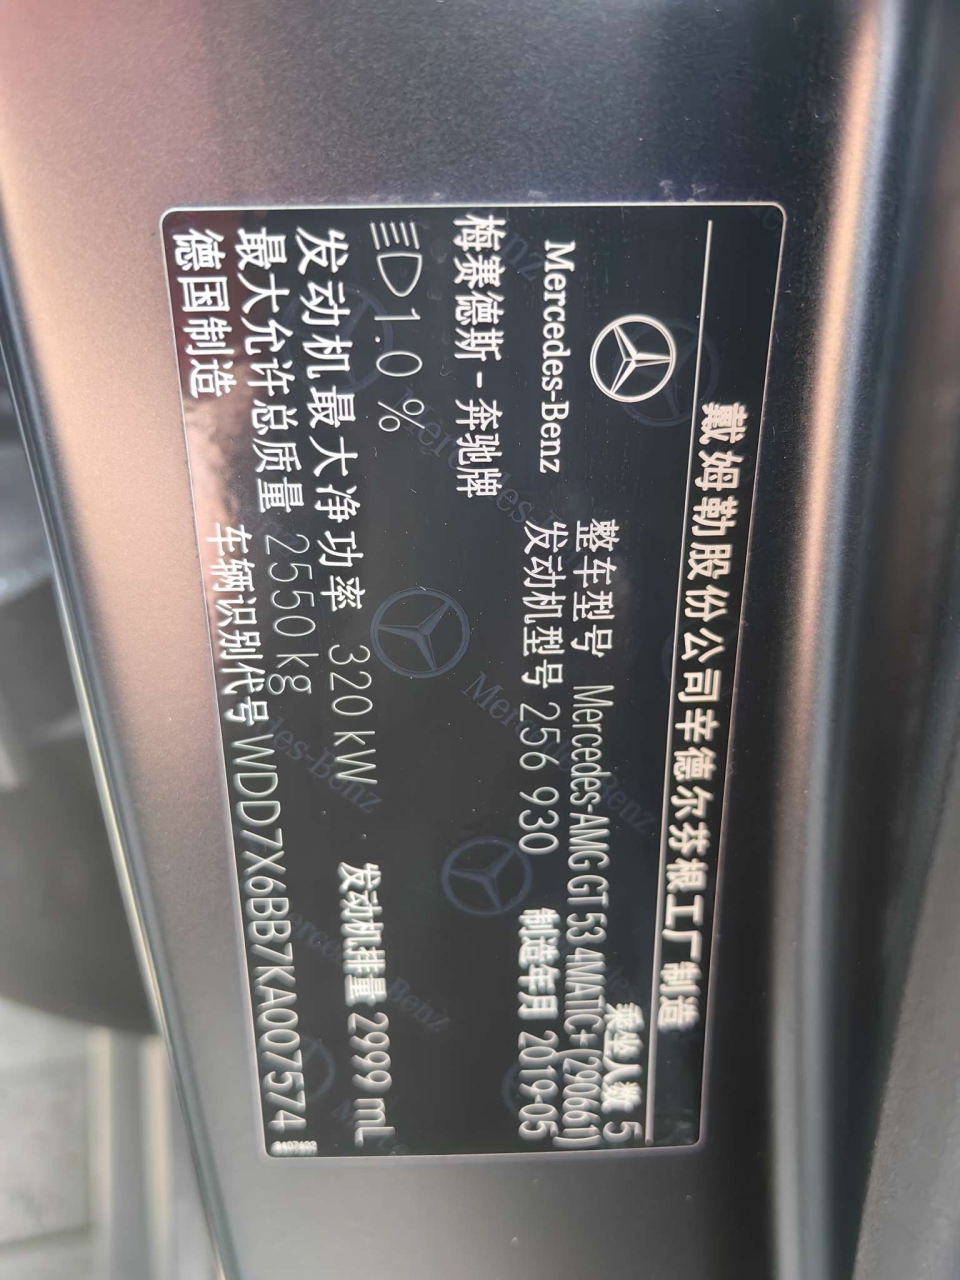 戴姆勒股份公司辛德尔芬根工厂制造
Mercedes-Benz
梅赛德斯-奔驰牌
乘坐人数 5
整车型号 Mercedes-AMG GT 53 4MATIC+ (290661)
发动机型号 256 930 制造年月 2019-05
1.0 %
发动机最大净功率 320 kW 发动机排量 2999 mL
最大允许总质量 2550 kg
德国制造 车辆识别代号 WDD7X6BB7KA007574